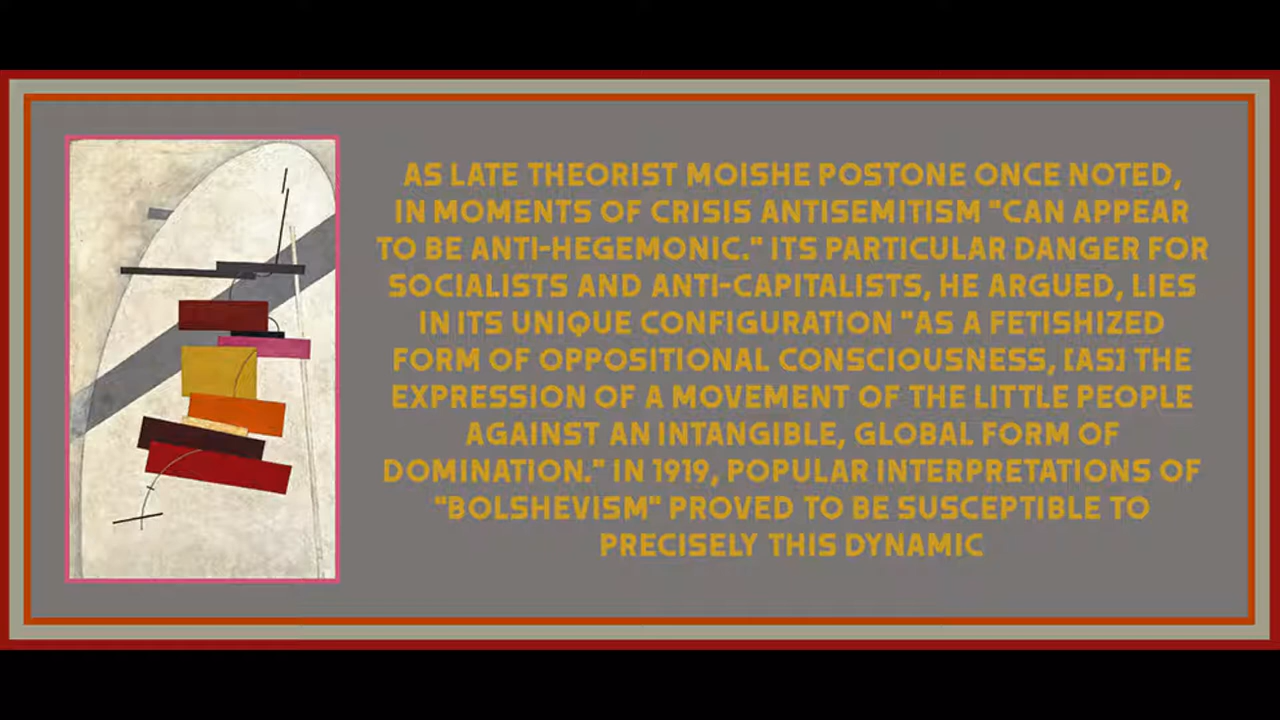 AS LATE THEORIST MOISHE POSTONE ONCE NOTED,
IN MOMENTS OF CRISIS ANTISEMITISM "CAN APPEAR
TO BE ANTI-HEGEMONIC." ITS PARTICULAR DANGER FOR
SOCIALISTS AND ANTI-CAPITALISTS, HE ARGUED, LIES
IN ITS UNIQUE CONFIGURATION "AS A FETISHIZED
FORM OF OPPOSITIONAL CONSCIOUSNESS, [AS] THE
EXPRESSION OF A MOVEMENT OF THE LITTLE PEOPLE
AGAINST AN INTANGIBLE, GLOBAL FORM OF
DOMINATION." IN 1919, POPULAR INTERPRETATIONS OF
"BOLSHEVISM" PROVED TO BE SUSCEPTIBLE TO
PRECISELY THIS DYNAMIC